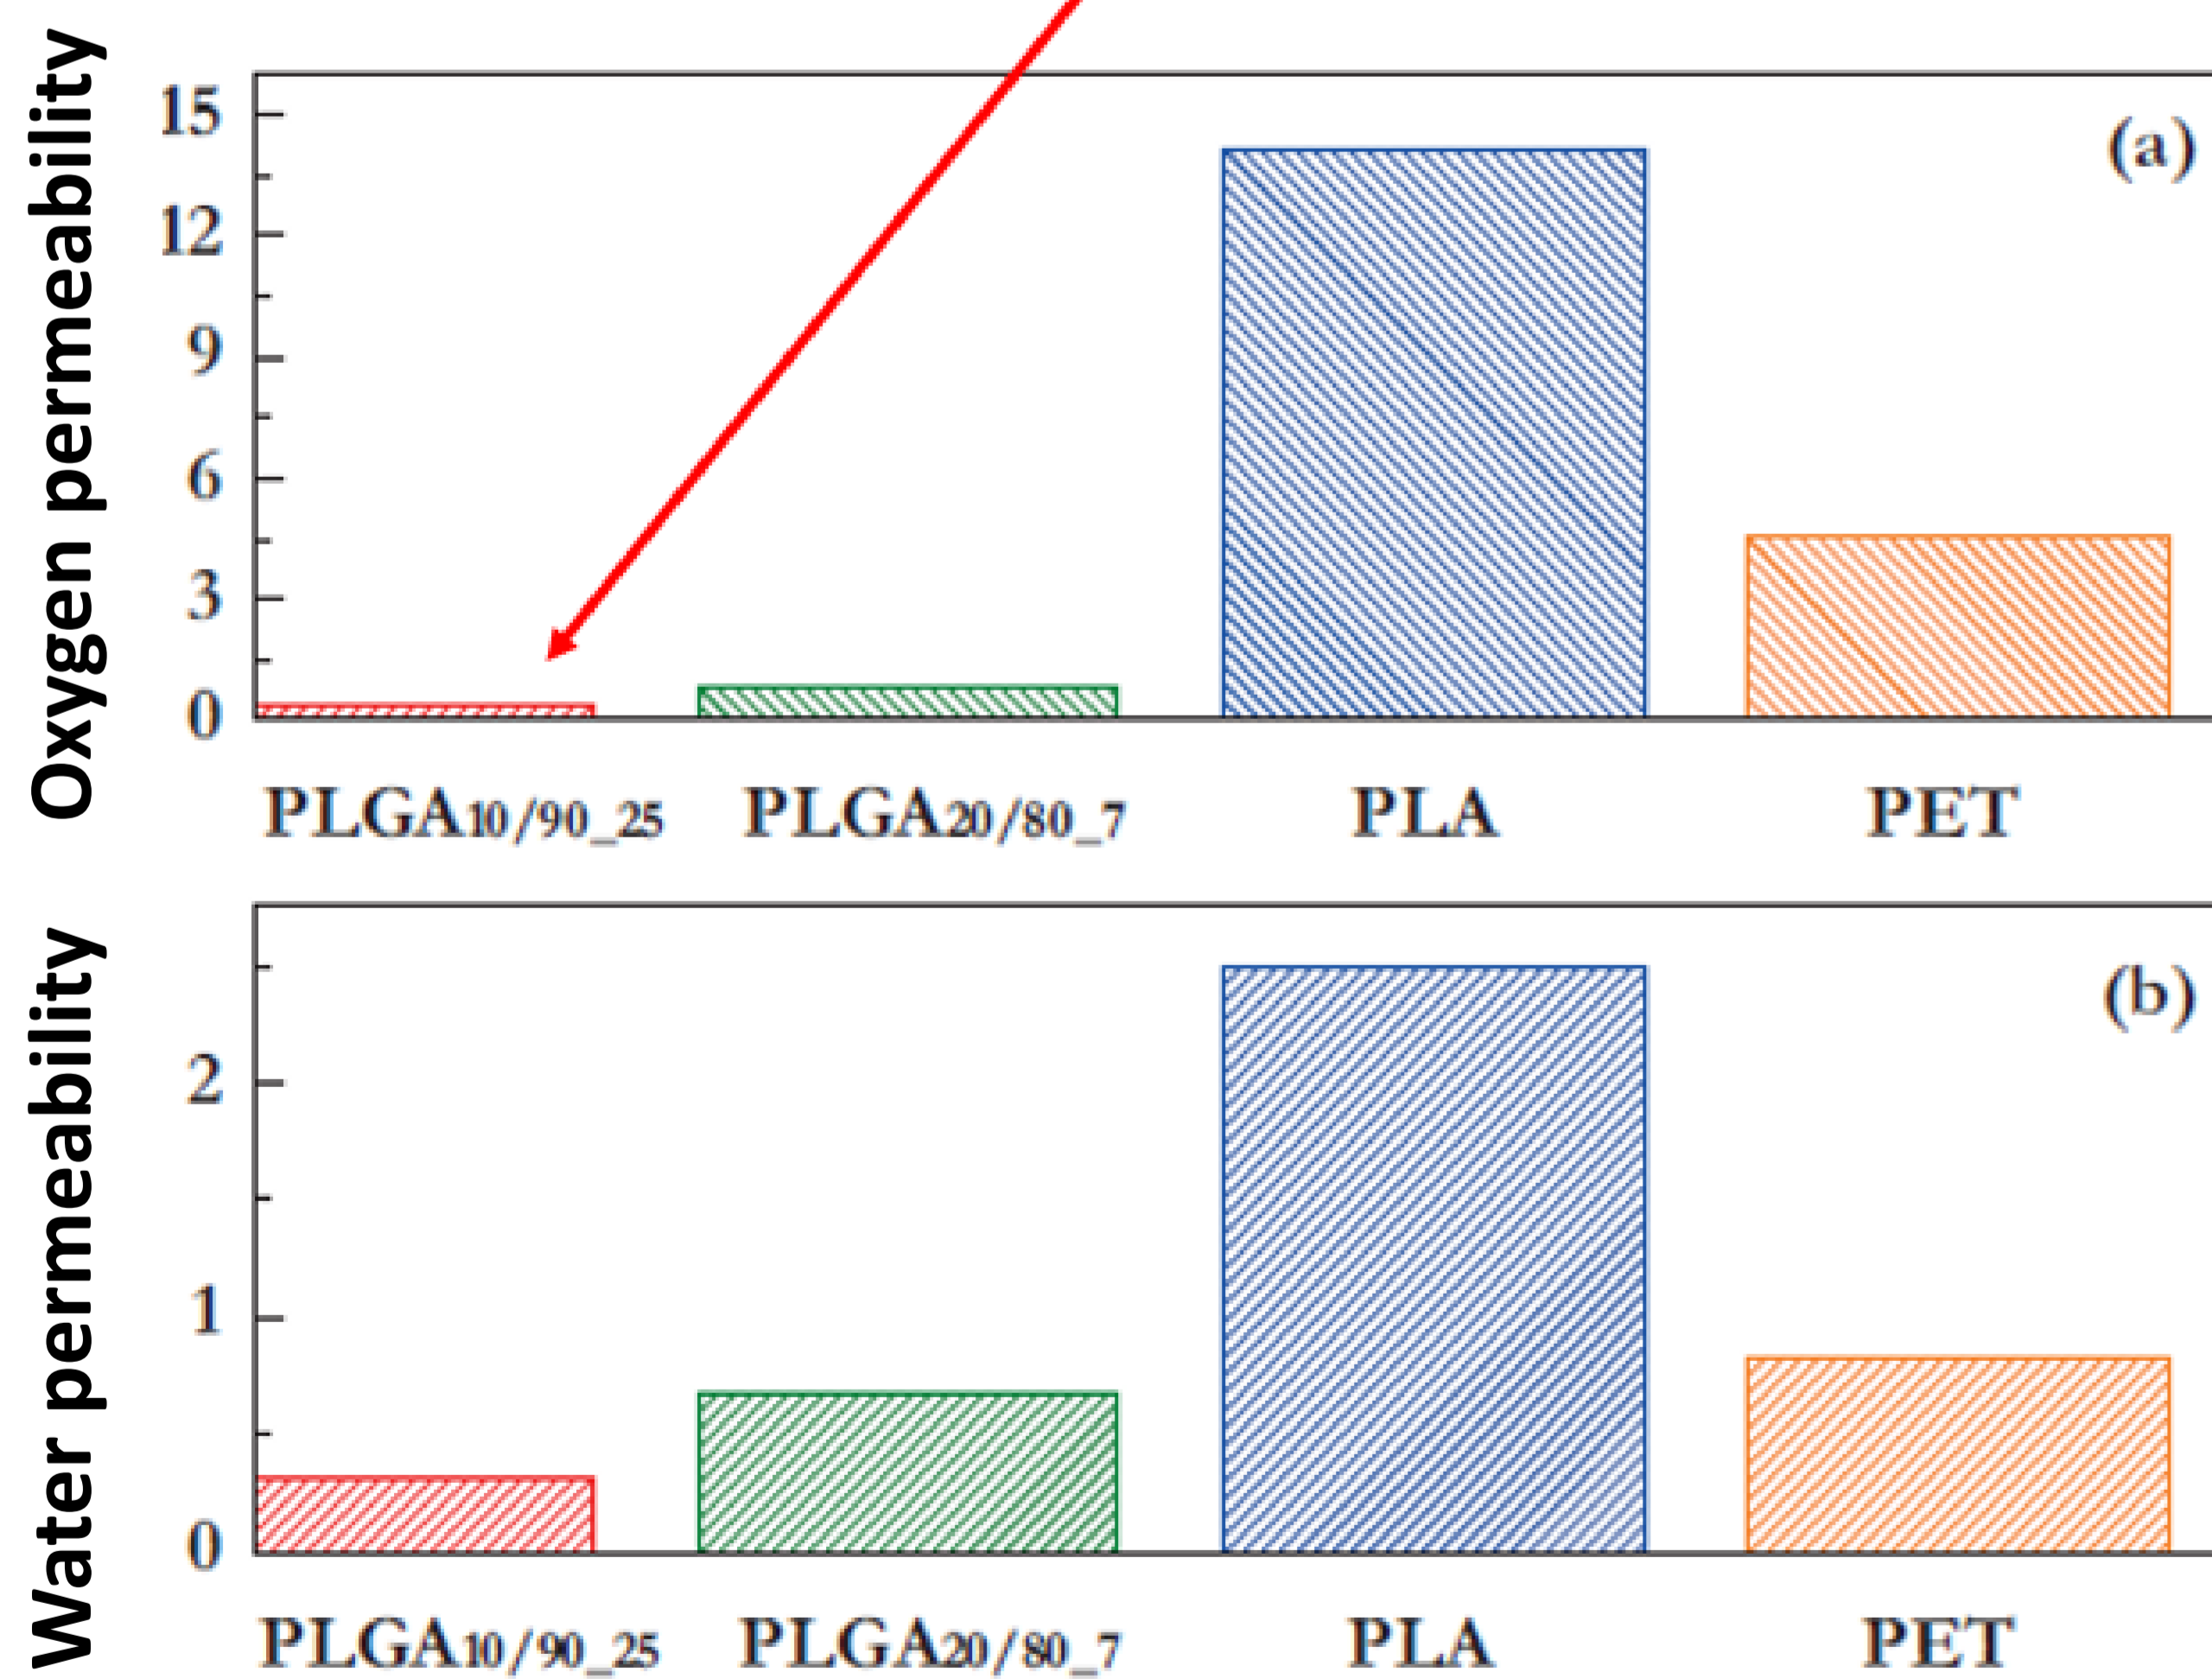 Oxygen permeability
15
12
9
6
3
0
(a)
PLGA10/90_25 PLGA20/80_7 PLA PET
Water permeability
2
1
0
(b)
PLGA10/90_25 PLGA20/80_7 PLA PET